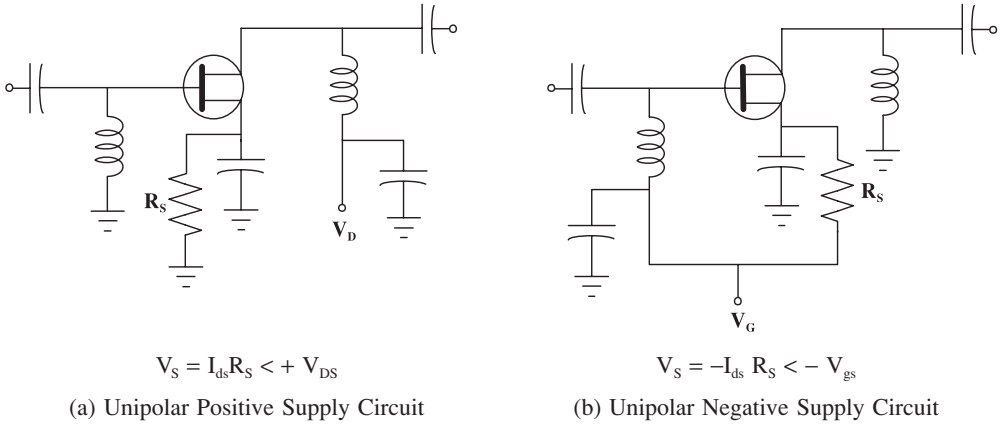 R_S
V_D
R_S
V_G
V_S = I_ds R_S < + V_DS
V_S = −I_ds R_S < − V_gs
(a) Unipolar Positive Supply Circuit
(b) Unipolar Negative Supply Circuit